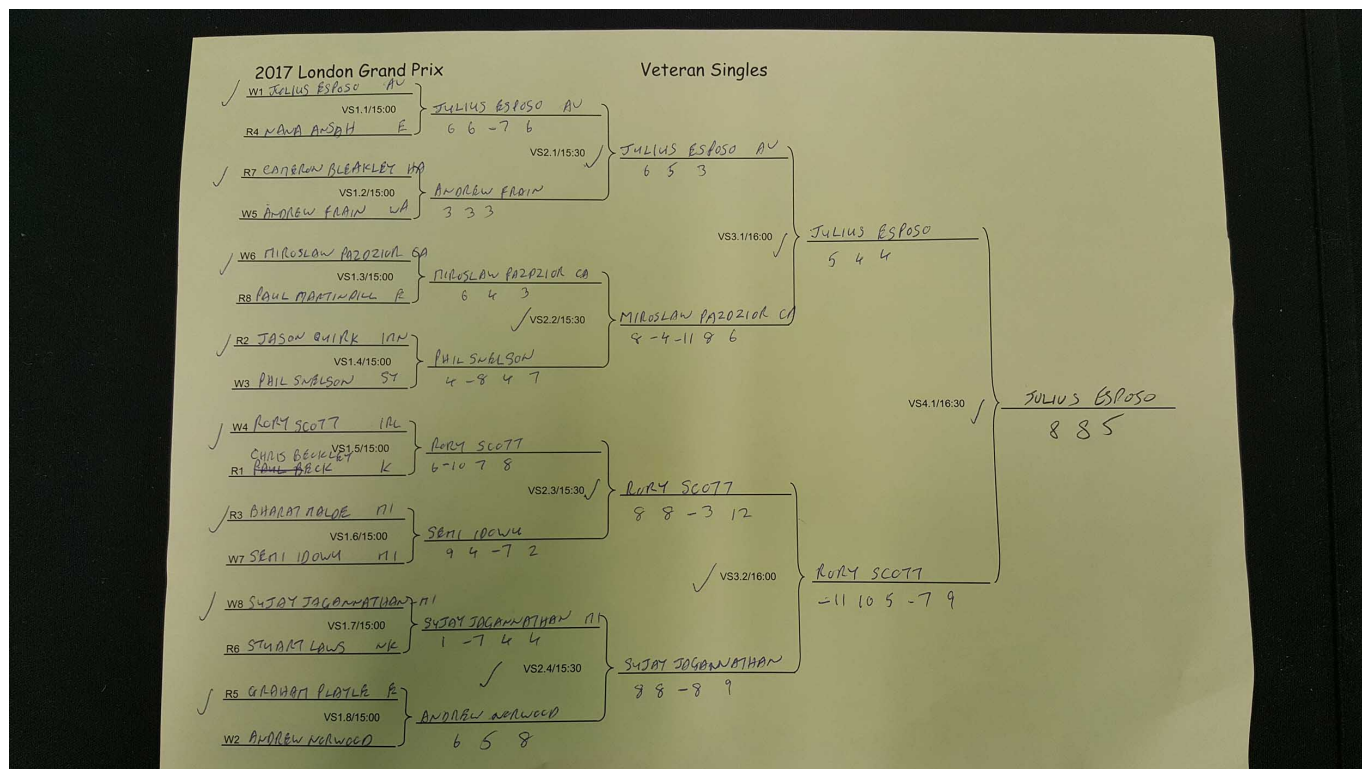 2017 London Grand Prix
Veteran Singles
W1 JULIUS ESPOSO AV
VS1.1/15:00
R4 NANA ANSAH E
JULIUS ESPOSO AV
6 6 -7 6
VS2.1/15:30
R7 CAMERON BLEAKLEY HA
VS1.2/15:00
W5 ANDREW FRAIN WA
ANDREW FRAIN
3 3 3
JULIUS ESPOSO AV
6 5 3
VS3.1/16:00
W6 MIROSLAW PAZDZIOR CA
VS1.3/15:00
R8 PAUL MARTINDILL E
MIROSLAW PAZDZIOR CA
6 4 3
VS2.2/15:30
R2 JASON QUIRK IMN
VS1.4/15:00
W3 PHIL SNELSON ST
PHIL SNELSON
4 -8 4 7
MIROSLAW PAZDZIOR CA
8 -4 -11 8 6
JULIUS ESPOSO
5 4 4
VS4.1/16:30
JULIUS ESPOSO
8 8 5
W4 RORY SCOTT IRL
VS1.5/15:00
CHRIS BECKLEY
R1 PAUL BECK K
RORY SCOTT
6 -10 7 8
VS2.3/15:30
R3 BHARAT MALDE MI
VS1.6/15:00
W7 SEMI IDOWU MI
SEMI IDOWU
9 4 -7 2
RORY SCOTT
8 8 -3 12
VS3.2/16:00
W8 SUJAY JAGANNATHAN MI
VS1.7/15:00
R6 STUART LAWS NK
SUJAY JAGANNATHAN MI
1 -7 4 4
VS2.4/15:30
R5 GRAHAM PLAYLE E
VS1.8/15:00
W2 ANDREW NORWOOD
ANDREW NORWOOD
6 5 8
SUJAY JAGANNATHAN
8 8 -8 9
RORY SCOTT
-11 10 5 -7 9